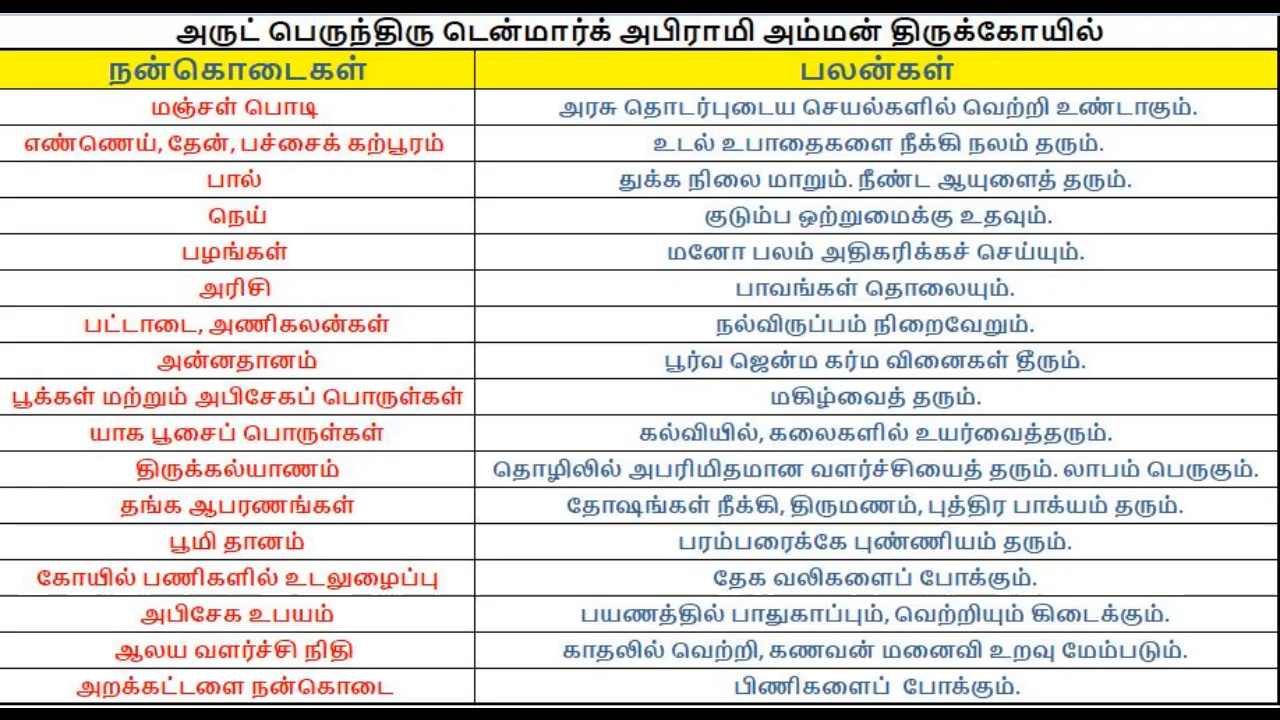 அருட் பெருந்திரு டென்மார்க் அபிராமி அம்மன் திருக்கோயில்
நன்கொடைகள் பலன்கள்
மஞ்சள் பொடி அரசு தொடர்புடைய செயல்களில் வெற்றி உண்டாகும்.
எண்ணெய், தேன், பச்சைக் கற்பூரம் உடல் உபாதைகளை நீக்கி நலம் தரும்.
பால் துக்க நிலை மாறும். நீண்ட ஆயுளைத் தரும்.
நெய் குடும்ப ஒற்றுமைக்கு உதவும்.
பழங்கள் மனோ பலம் அதிகரிக்கச் செய்யும்.
அரிசி பாவங்கள் தொலையும்.
பட்டாடை, அணிகலன்கள் நல்விருப்பம் நிறைவேறும்.
அன்னதானம் பூர்வ ஜென்ம கர்ம வினைகள் தீரும்.
பூக்கள் மற்றும் அபிசேகப் பொருள்கள் மகிழ்வைத் தரும்.
யாக பூசைப் பொருள்கள் கல்வியில், கலைகளில் உயர்வைத்தரும்.
திருக்கல்யாணம் தொழிலில் அபரிமிதமான வளர்ச்சியைத் தரும். லாபம் பெருகும்.
தங்க ஆபரணங்கள் தோஷங்கள் நீக்கி, திருமணம், புத்திர பாக்யம் தரும்.
பூமி தானம் பரம்பரைக்கே புண்ணியம் தரும்.
கோயில் பணிகளில் உடலுழைப்பு தேக வலிகளைப் போக்கும்.
அபிசேக உபயம் பயணத்தில் பாதுகாப்பும், வெற்றியும் கிடைக்கும்.
ஆலய வளர்ச்சி நிதி காதலில் வெற்றி, கணவன் மனைவி உறவு மேம்படும்.
அறக்கட்டளை நன்கொடை பிணிகளைப் போக்கும்.